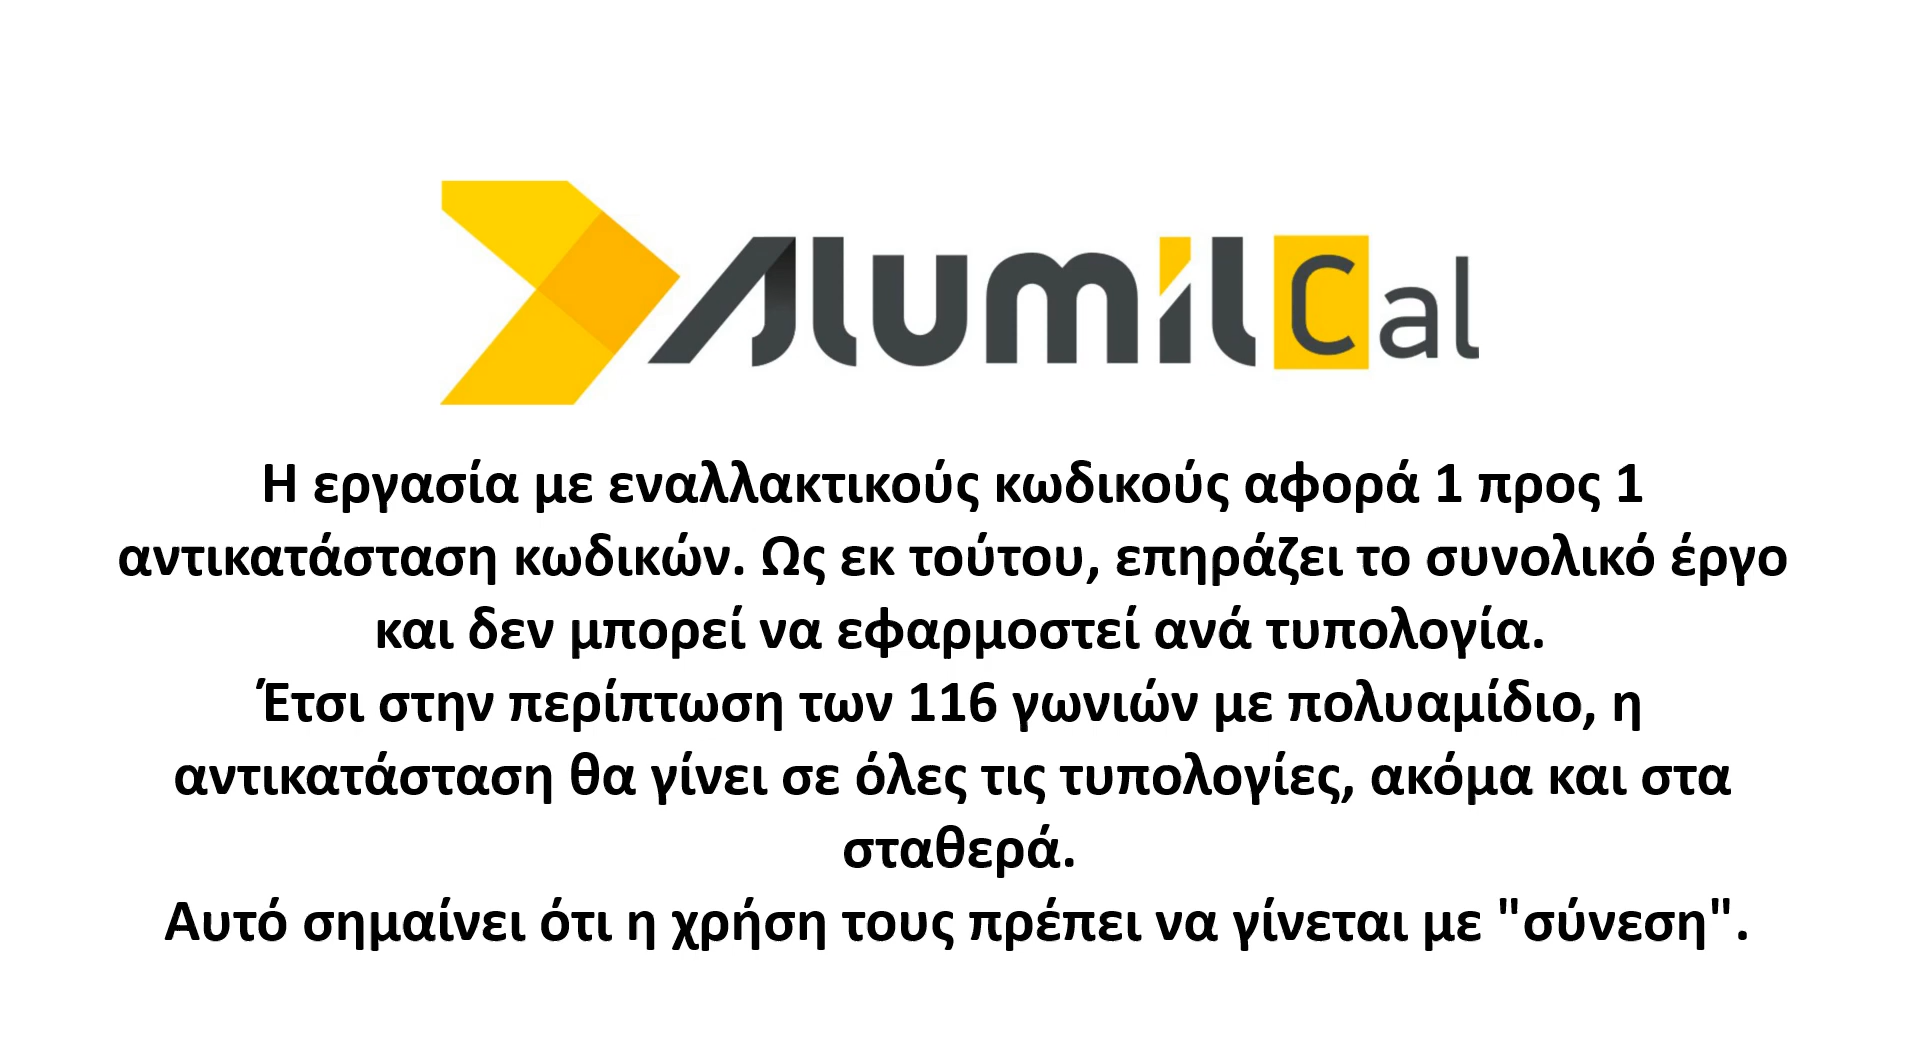 Alumil Cal
Η εργασία με εναλλακτικούς κωδικούς αφορά 1 προς 1
αντικατάσταση κωδικών. Ως εκ τούτου, επηράζει το συνολικό έργο
και δεν μπορεί να εφαρμοστεί ανά τυπολογία.
Έτσι στην περίπτωση των 116 γωνιών με πολυαμίδιο, η
αντικατάσταση θα γίνει σε όλες τις τυπολογίες, ακόμα και στα
σταθερά.
Αυτό σημαίνει ότι η χρήση τους πρέπει να γίνεται με "σύνεση".